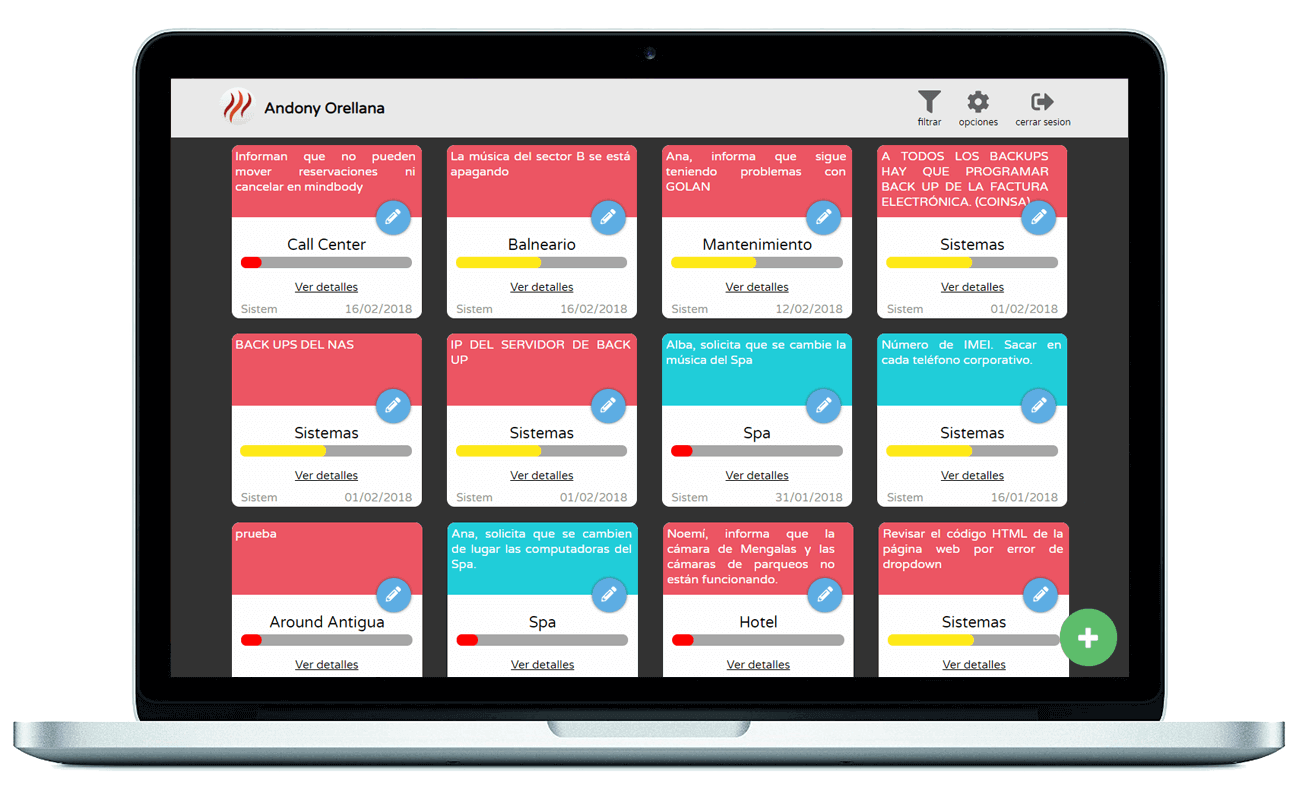 Andony Orellana
filtrar
opciones
cerrar sesion
Informan que no pueden
mover reservaciones ni
cancelar en mindbody
Call Center
Ver detalles
Sistem 16/02/2018
La música del sector B se está
apagando
Balneario
Ver detalles
Sistem 16/02/2018
Ana, informa que sigue
teniendo problemas con
GOLAN
Mantenimiento
Ver detalles
Sistem 12/02/2018
A TODOS LOS BACKUPS
HAY QUE PROGRAMAR
BACK UP DE LA FACTURA
ELECTRÓNICA. (COINSA)
Sistemas
Ver detalles
Sistem 01/02/2018
BACK UPS DEL NAS
Sistemas
Ver detalles
Sistem 01/02/2018
IP DEL SERVIDOR DE BACK
UP
Sistemas
Ver detalles
Sistem 01/02/2018
Alba, solicita que se cambie la
música del Spa
Spa
Ver detalles
Sistem 31/01/2018
Número de IMEI. Sacar en
cada teléfono corporativo.
Sistemas
Ver detalles
Sistem 16/01/2018
prueba
Around Antigua
Ver detalles
Ana, solicita que se cambien
de lugar las computadoras del
Spa.
Spa
Ver detalles
Noemí, informa que la
cámara de Mengalas y las
cámaras de parqueos no
están funcionando.
Hotel
Ver detalles
Revisar el código HTML de la
página web por error de
dropdown
Sistemas
Ver detalles